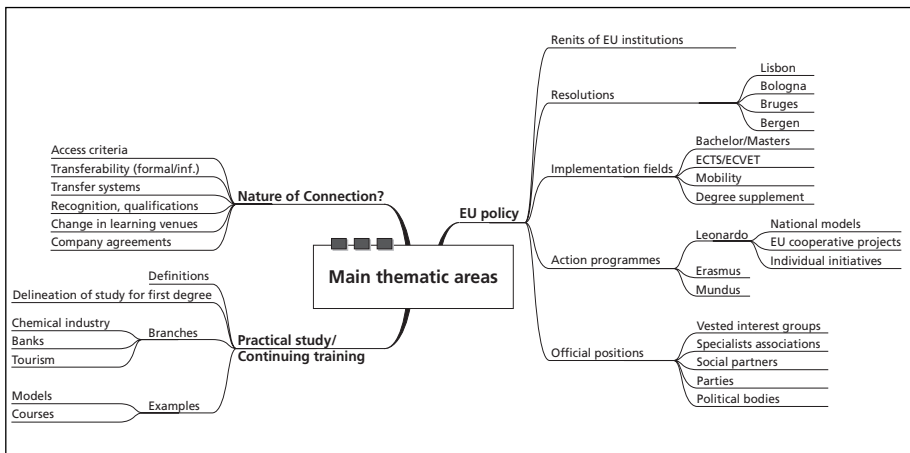 Main thematic areas
Nature of Connection?
Access criteria
Transferability (formal/inf.)
Transfer systems
Recognition, qualifications
Change in learning venues
Company agreements
Practical study/
Continuing training
Definitions
Delineation of study for first degree
Branches
Chemical industry
Banks
Tourism
Examples
Models
Courses
EU policy
Renits of EU institutions
Resolutions
Lisbon
Bologna
Bruges
Bergen
Implementation fields
Bachelor/Masters
ECTS/ECVET
Mobility
Degree supplement
Action programmes
Leonardo
National models
EU cooperative projects
Individual initiatives
Erasmus
Mundus
Official positions
Vested interest groups
Specialists associations
Social partners
Parties
Political bodies